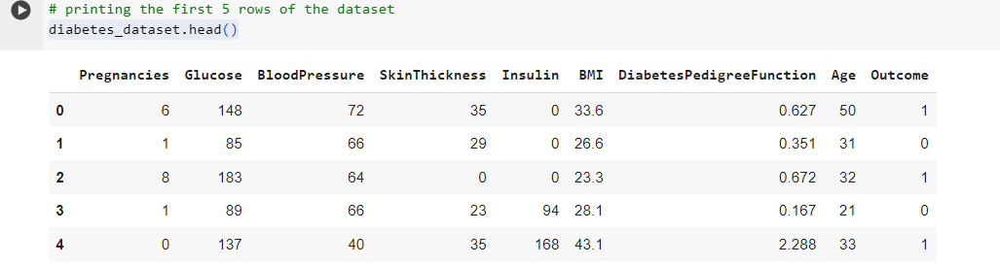 # printing the first 5 rows of the dataset
diabetes_dataset.head()
Pregnancies Glucose BloodPressure SkinThickness Insulin BMI DiabetesPedigreeFunction Age Outcome
0 6 148 72 35 0 33.6 0.627 50 1
1 1 85 66 29 0 26.6 0.351 31 0
2 8 183 64 0 0 23.3 0.672 32 1
3 1 89 66 23 94 28.1 0.167 21 0
4 0 137 40 35 168 43.1 2.288 33 1